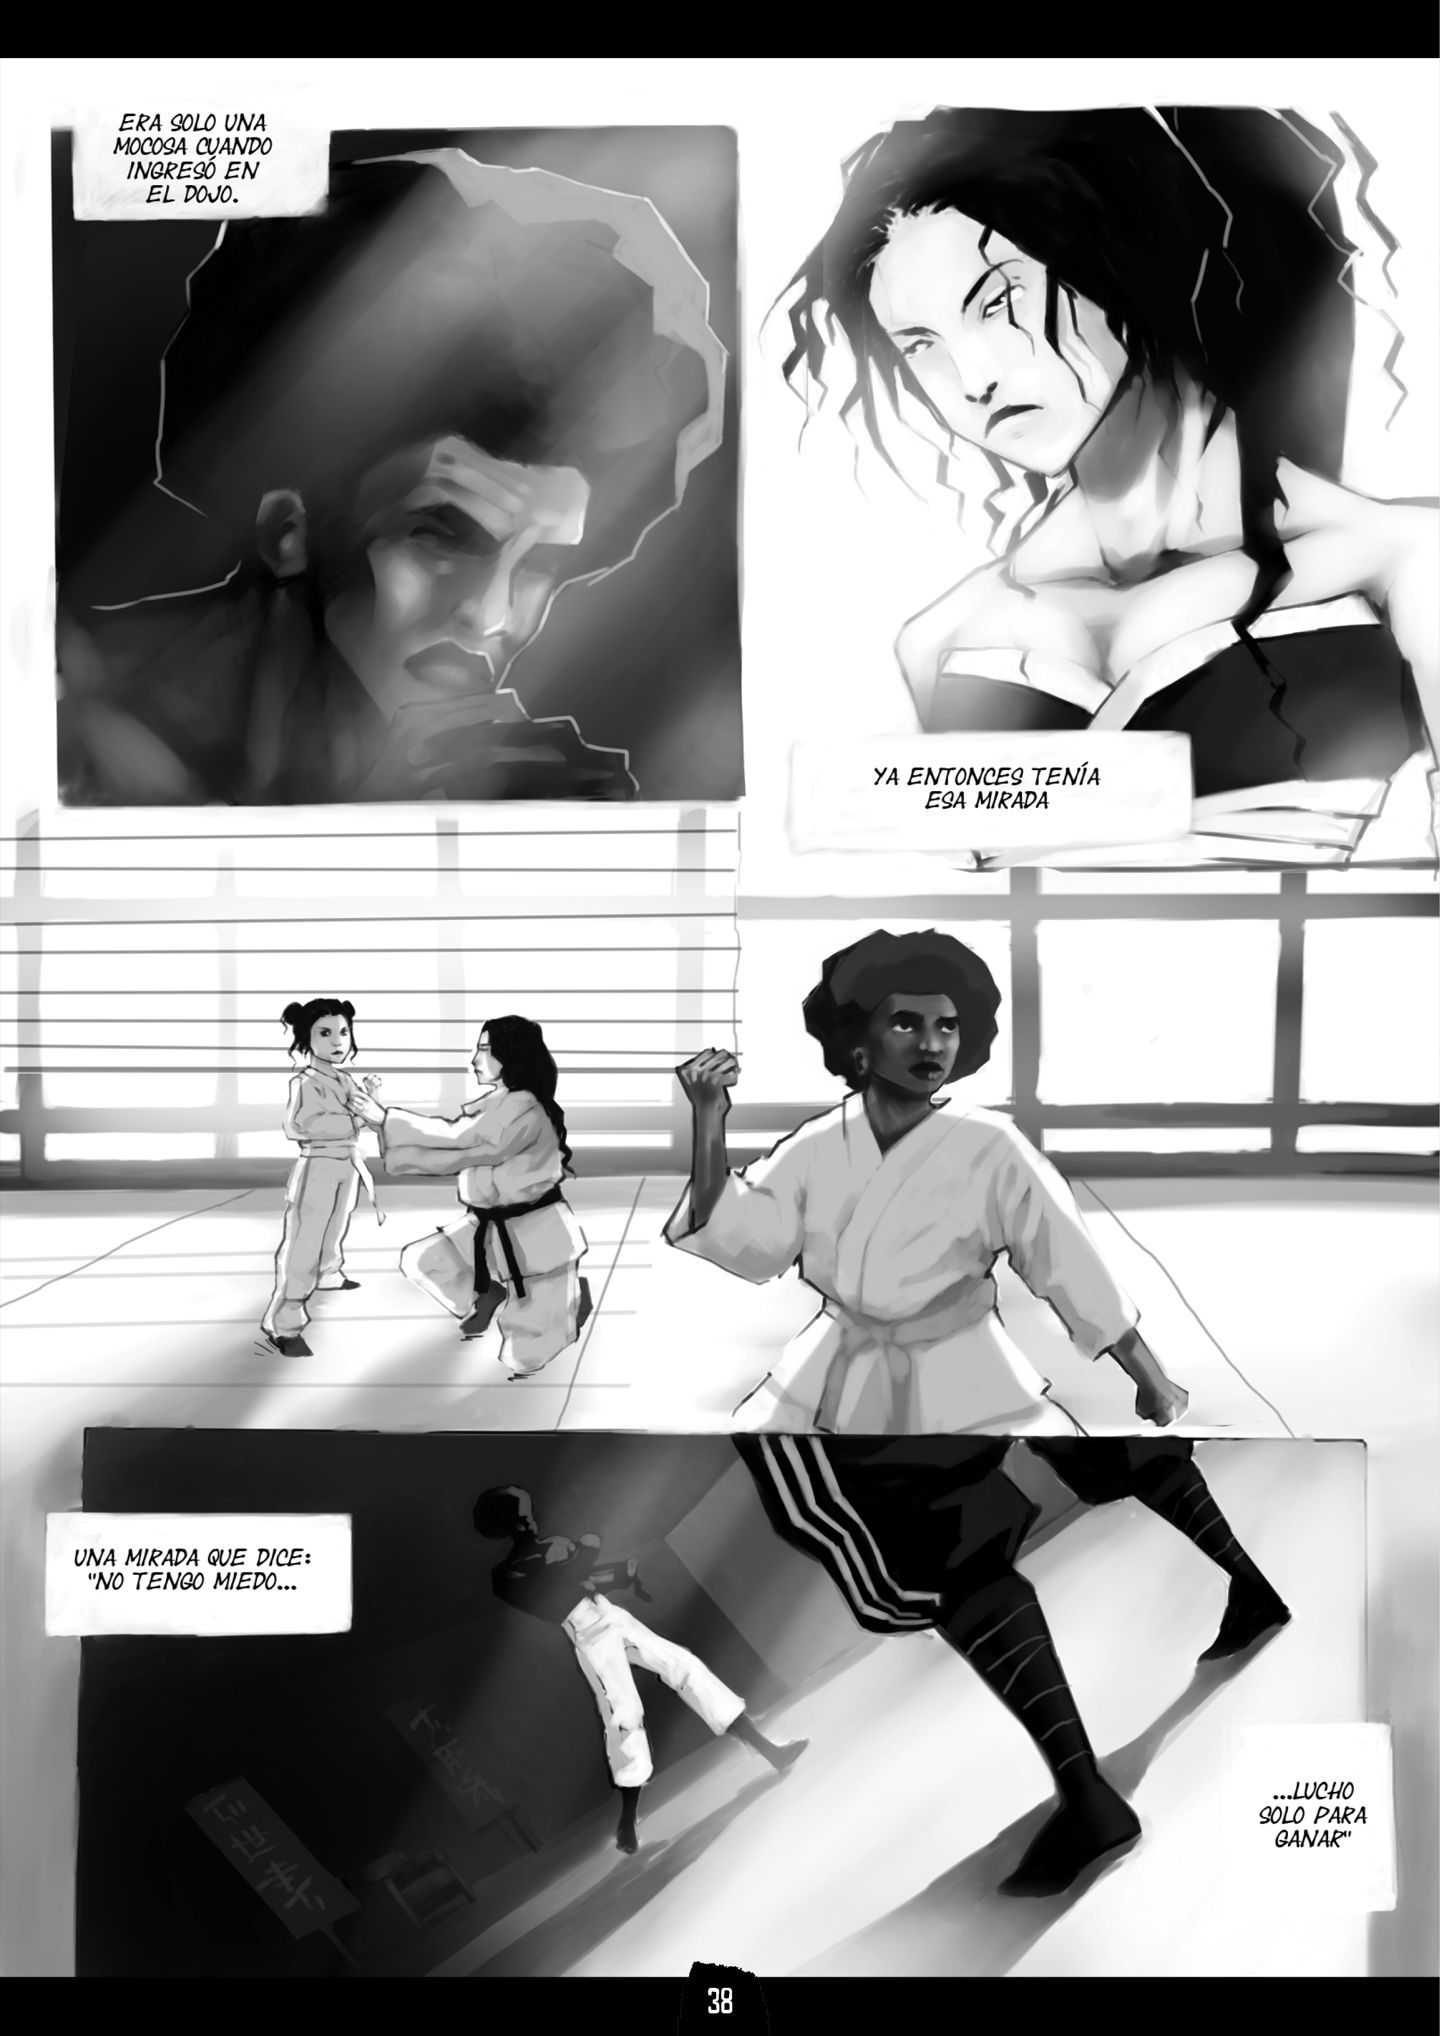 ERA SOLO UNA
MOCOSA CUANDO
INGRESÓ EN
EL DOJO.
YA ENTONCES TENÍA
ESA MIRADA
UNA MIRADA QUE DICE:
"NO TENGO MIEDO...
...LUCHO
SOLO PARA
GANAR"
38